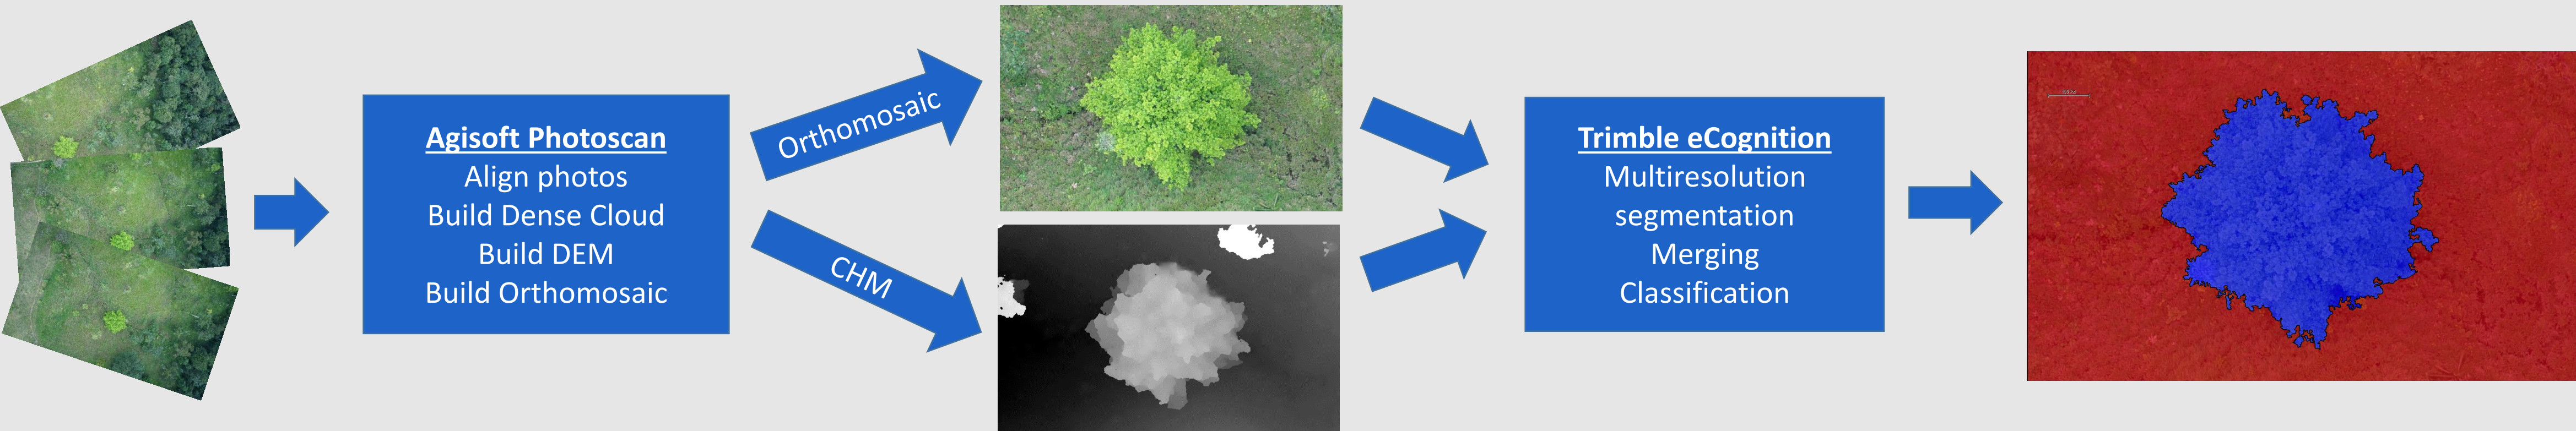 Agisoft Photoscan
Align photos
Build Dense Cloud
Build DEM
Build Orthomosaic
Orthomosaic
CHM
Trimble eCognition
Multiresolution
segmentation
Merging
Classification